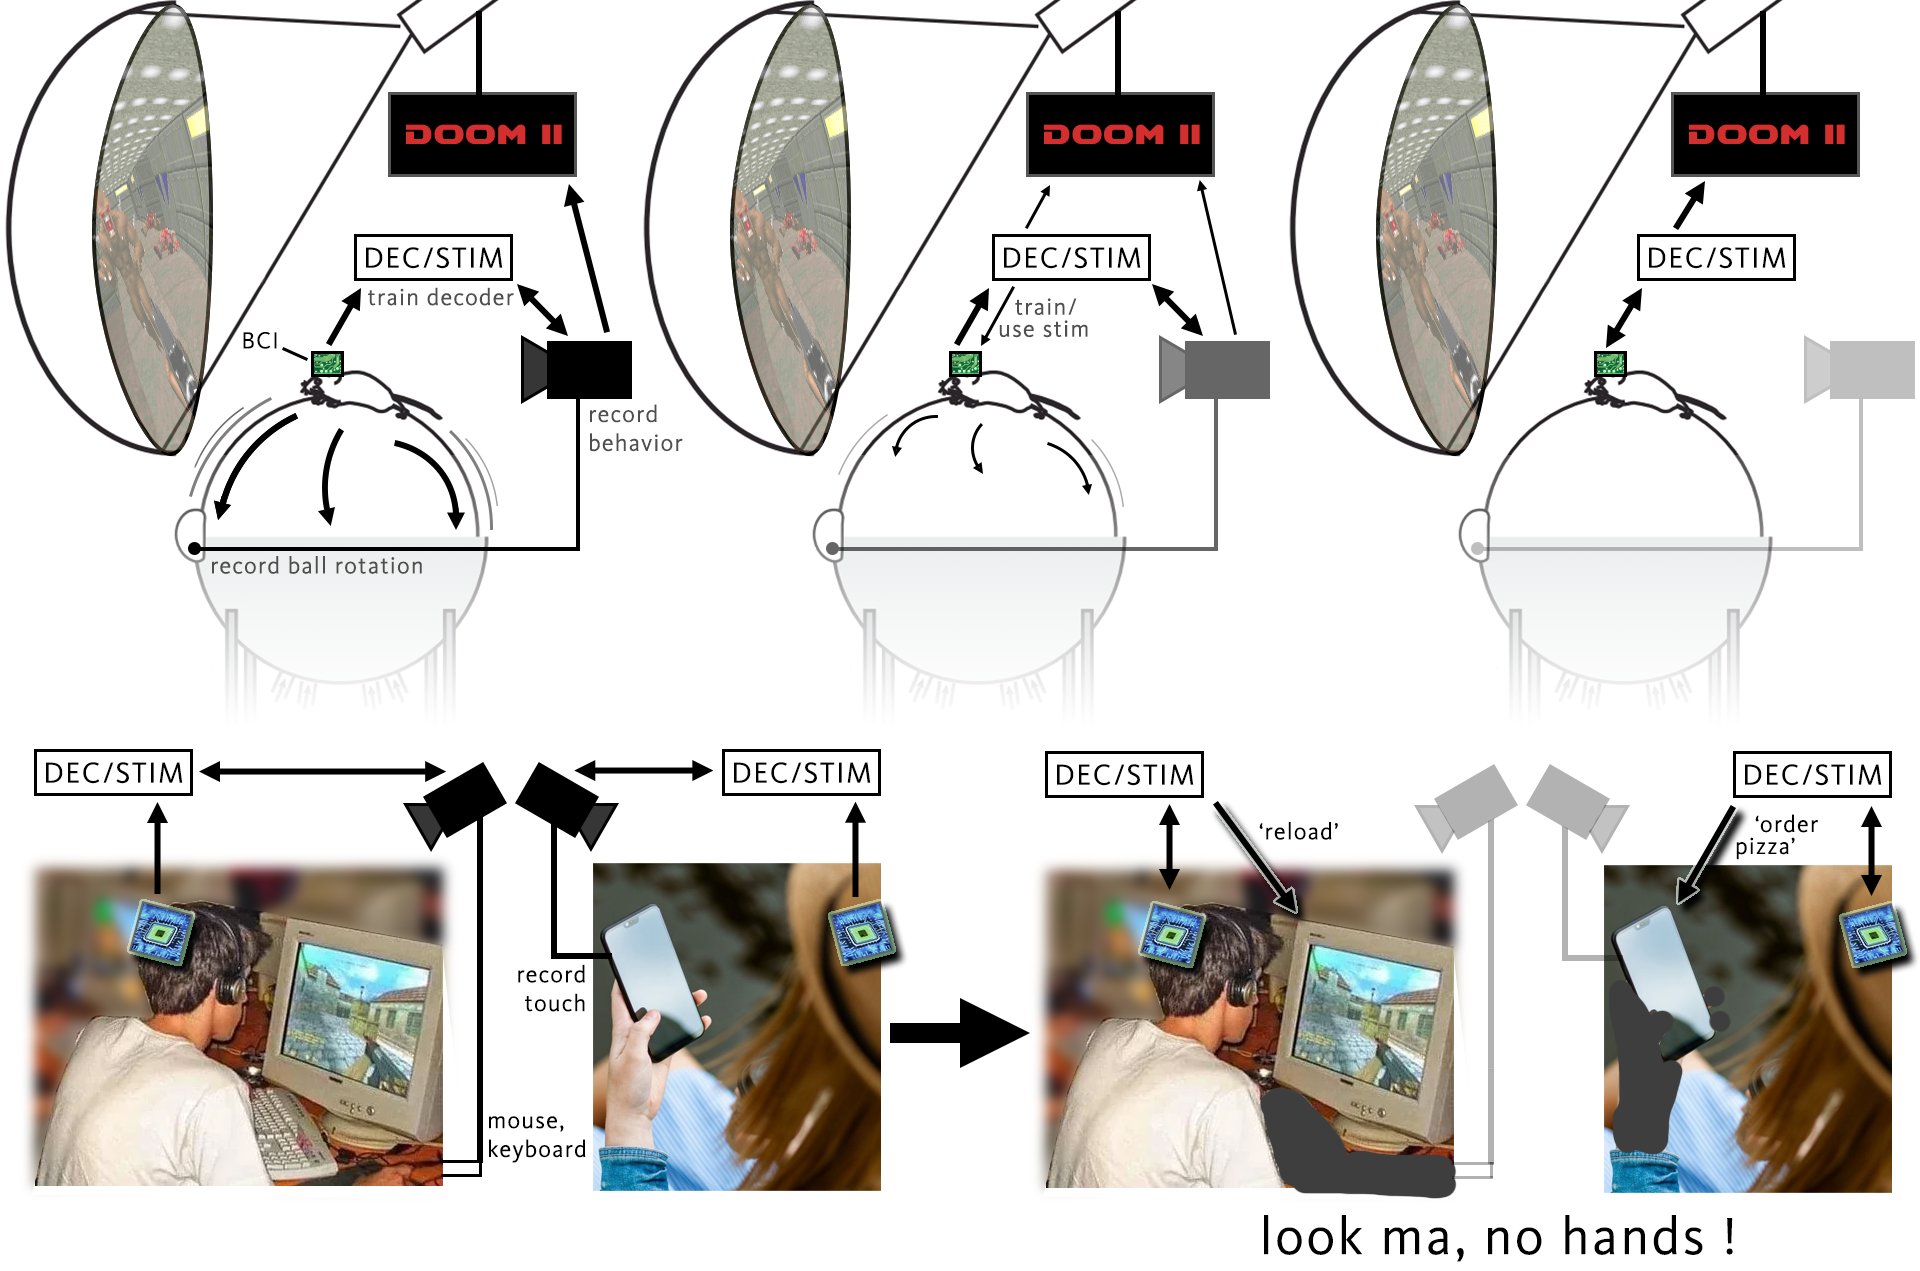 DOOM II
DOOM II
DOOM II
DEC/STIM
train decoder
BCI
record
behavior
record ball rotation
DEC/STIM
train/
use stim
DEC/STIM
DEC/STIM
DEC/STIM
record
touch
mouse,
keyboard
DEC/STIM
'reload'
DEC/STIM
'order
pizza'
look ma, no hands !